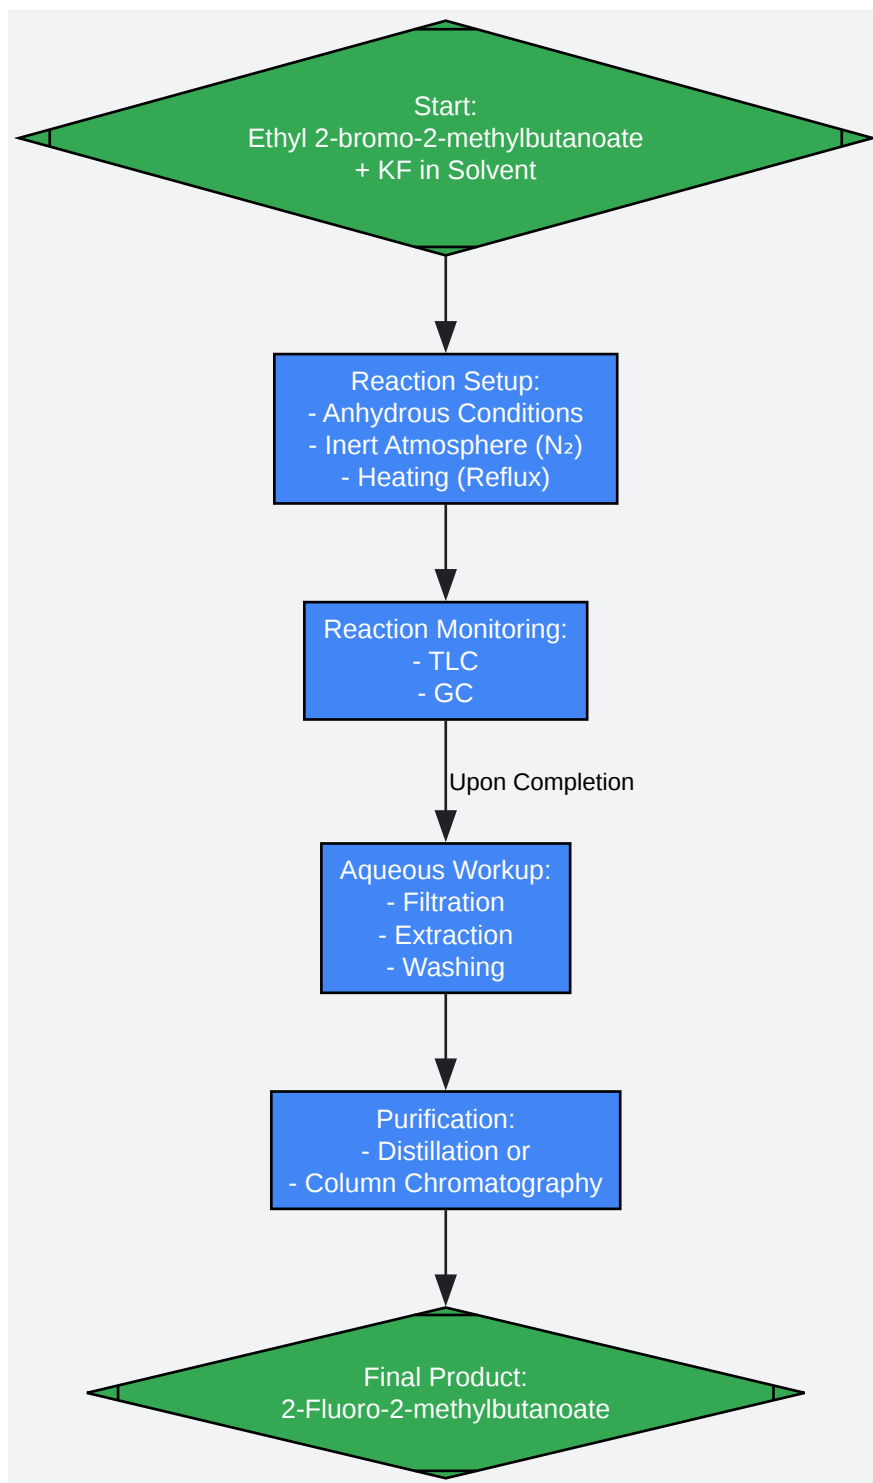 Start:
Ethyl 2-bromo-2-methylbutanoate
+ KF in Solvent
Reaction Setup:
- Anhydrous Conditions
- Inert Atmosphere (N₂)
- Heating (Reflux)
Reaction Monitoring:
- TLC
- GC
Upon Completion
Aqueous Workup:
- Filtration
- Extraction
- Washing
Purification:
- Distillation or
- Column Chromatography
Final Product:
2-Fluoro-2-methylbutanoate